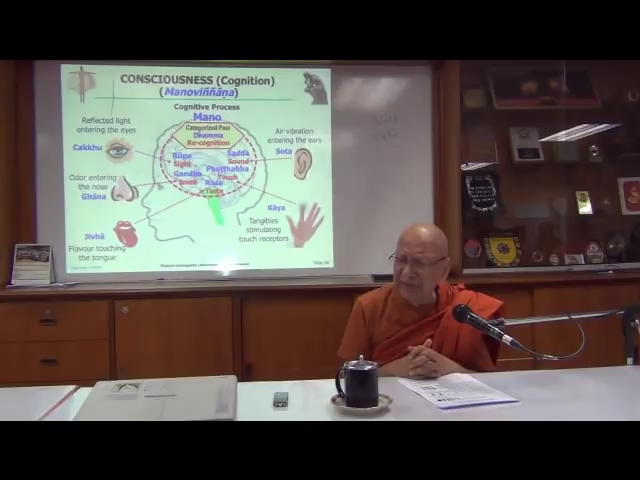 CONSCIOUSNESS (Cognition)
(Manoviññāṇa)
Cognitive Process
Mano
Categorized Past
Dhamma
Re-cognition
Reflected light
entering the eyes
Cakkhu
Rūpa
Sight
Sadda
Sound
Air vibration
entering the ears
Sota
Odor entering
the nose
Ghāna
Gandha
Smell
Phoṭṭhabba
Touch
Rasa
Taste
Jivhā
Flavour touching
the tongue
Kāya
Tangibles
stimulating
touch receptors